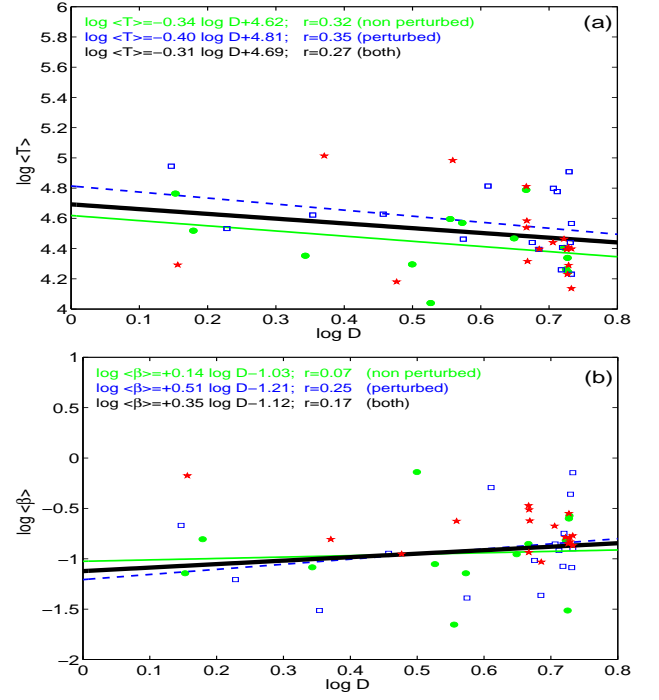 6
5.8
5.6
5.4
5.2
5
4.8
4.6
4.4
4.2
4
log <T>
log <T>=−0.34 log D+4.62; r=0.32 (non perturbed)
log <T>=−0.40 log D+4.81; r=0.35 (perturbed)
log <T>=−0.31 log D+4.69; r=0.27 (both)
(a)
0 0.1 0.2 0.3 0.4 0.5 0.6 0.7 0.8
log D
1
0.5
0
−0.5
−1
−1.5
−2
log <β>
log <β>=+0.14 log D−1.03; r=0.07 (non perturbed)
log <β>=+0.51 log D−1.21; r=0.25 (perturbed)
log <β>=+0.35 log D−1.12; r=0.17 (both)
(b)
0 0.1 0.2 0.3 0.4 0.5 0.6 0.7 0.8
log D